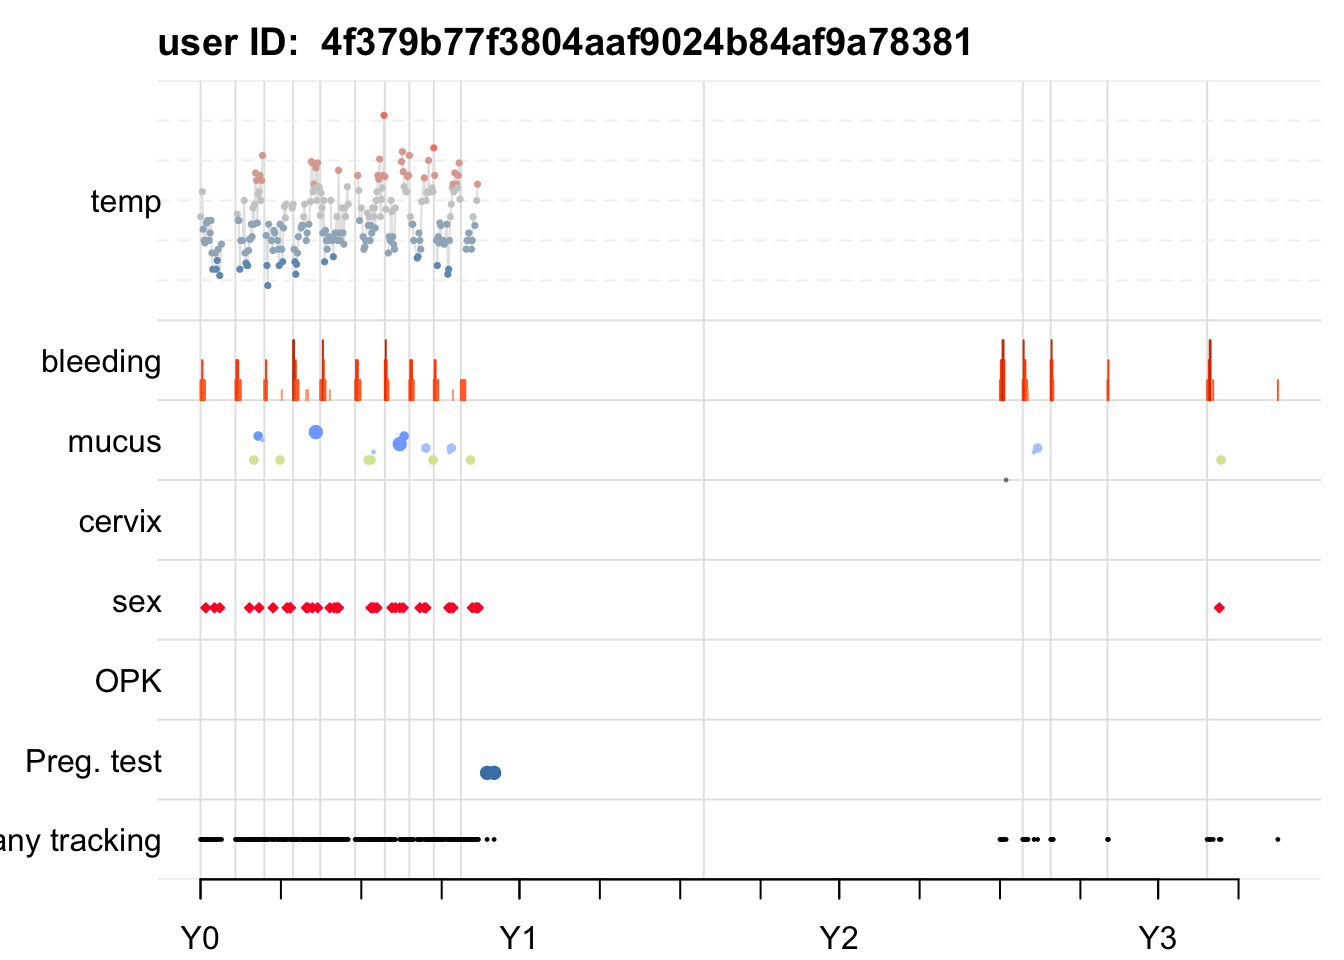 user ID:  4f379b77f3804aaf9024b84af9a78381
temp
bleeding
mucus
cervix
sex
OPK
Preg. test
any tracking
Y0 Y1 Y2 Y3